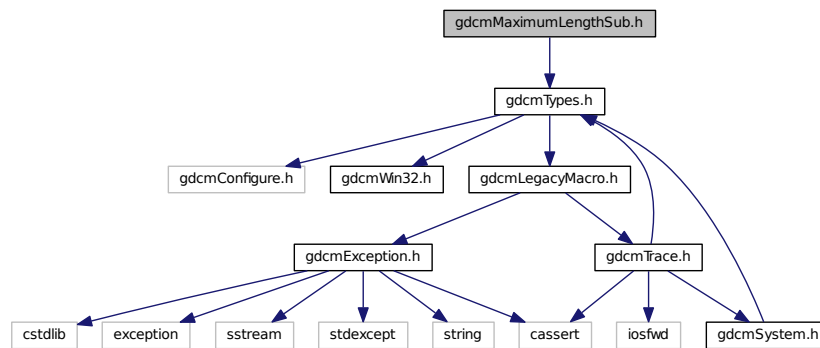 gdcmMaximumLengthSub.h
gdcmTypes.h
gdcmConfigure.h
gdcmWin32.h
gdcmLegacyMacro.h
gdcmException.h
gdcmTrace.h
cstdlib
exception
sstream
stdexcept
string
cassert
iosfwd
gdcmSystem.h